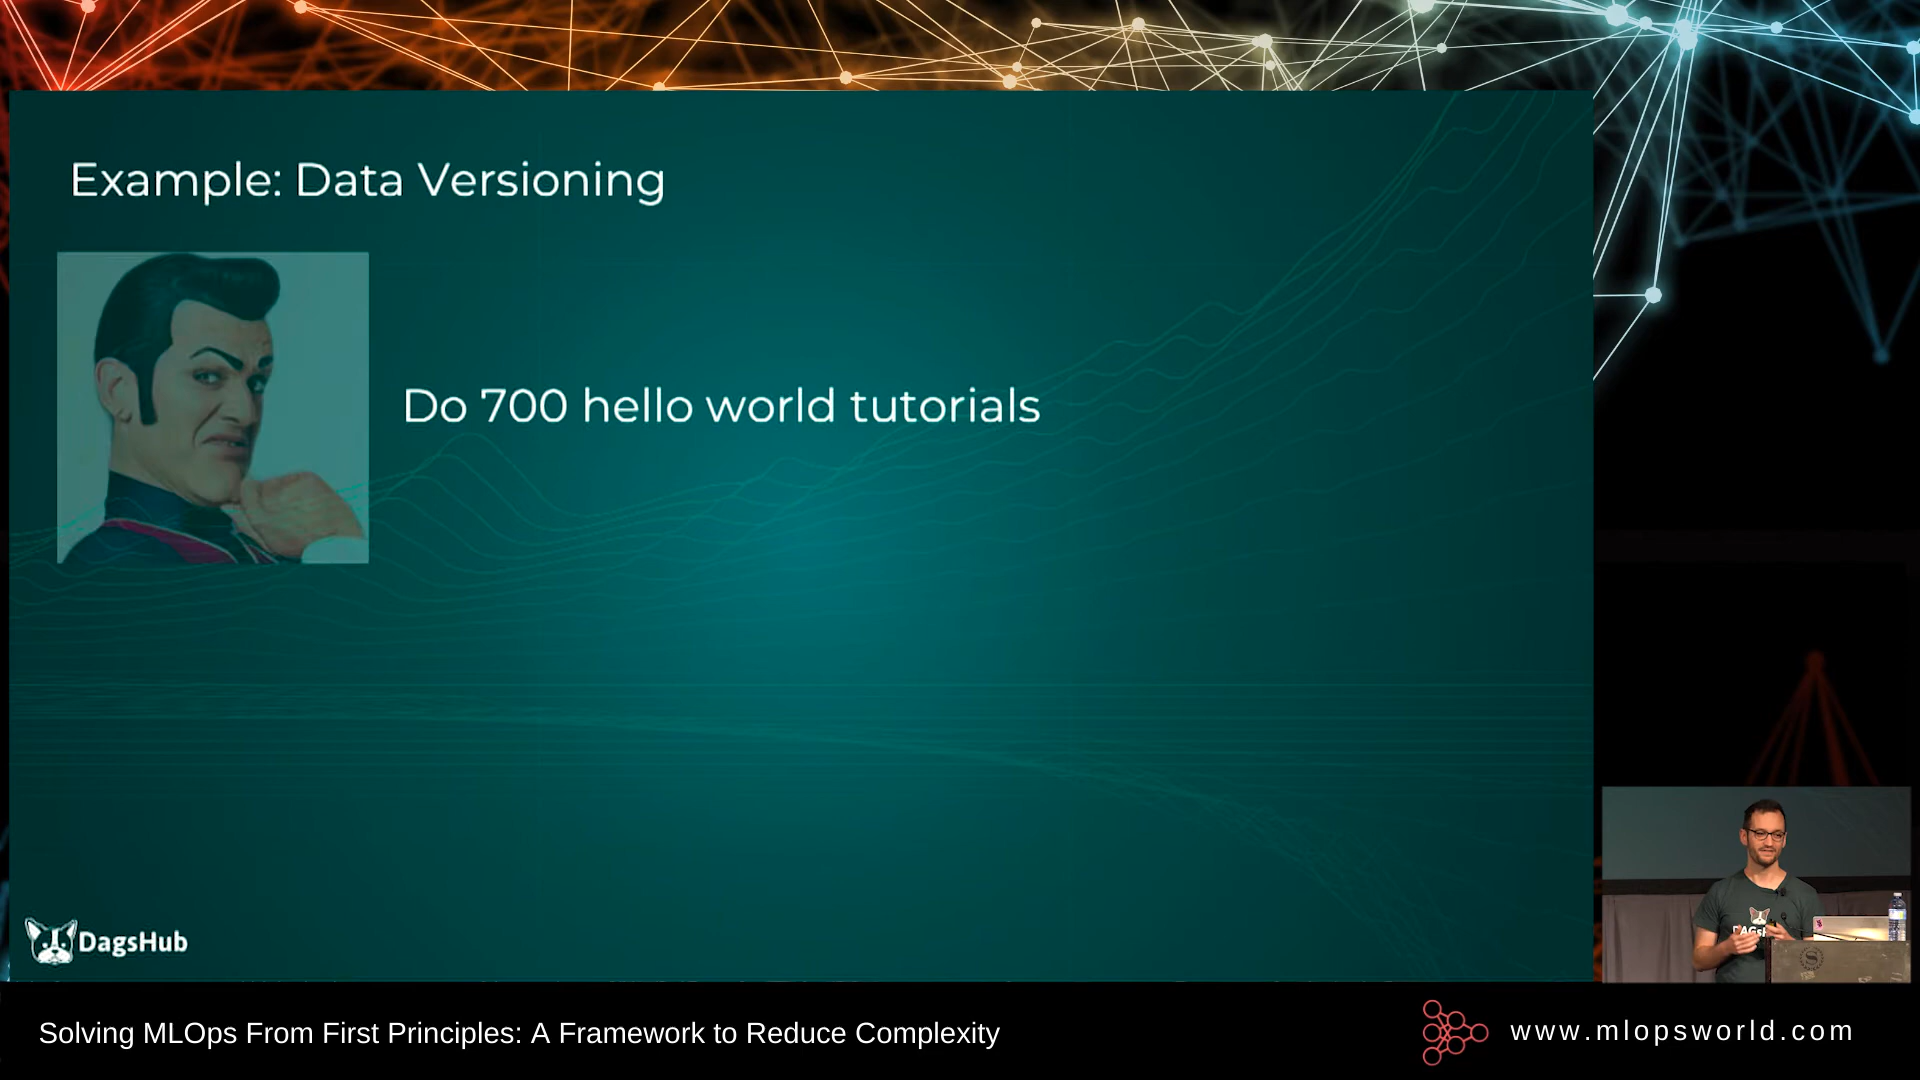 Example: Data Versioning
Do 700 hello world tutorials
DagsHub
Solving MLOps From First Principles: A Framework to Reduce Complexity
www.mlopsworld.com